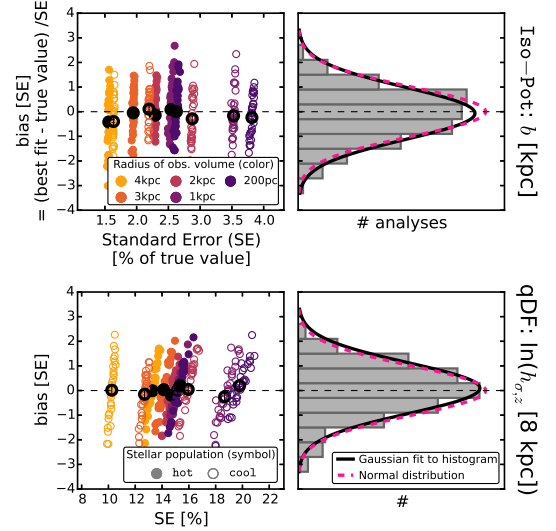 bias [SE]
= (best fit - true value) /SE
4
3
2
1
0
−1
−2
−3
−4
Radius of obs. volume (color)
4kpc 2kpc 200pc
3kpc 1kpc
1.5 2.0 2.5 3.0 3.5 4.0
Standard Error (SE)
[% of true value]
# analyses
Iso−Pot: h [kpc]
bias [SE]
4
3
2
1
0
−1
−2
−3
−4
Stellar population (symbol)
hot cool
8 10 12 14 16 18 20 22
SE [%]
Gaussian fit to histogram
Normal distribution
#
qDF: ln(h_{σ,z} [8 kpc])